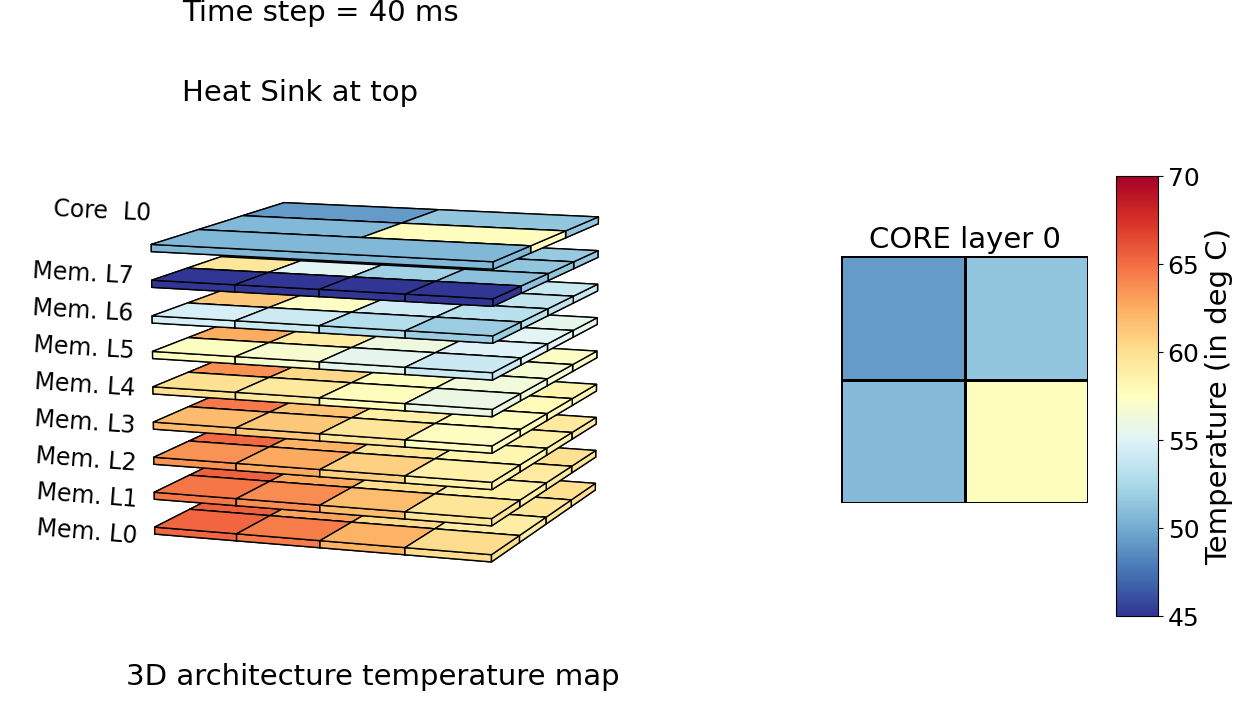 Time step = 40 ms
Heat Sink at top
Core  L0
Mem. L7
Mem. L6
Mem. L5
Mem. L4
Mem. L3
Mem. L2
Mem. L1
Mem. L0
3D architecture temperature map
CORE layer 0
70
65
60
55
50
45
Temperature (in deg C)